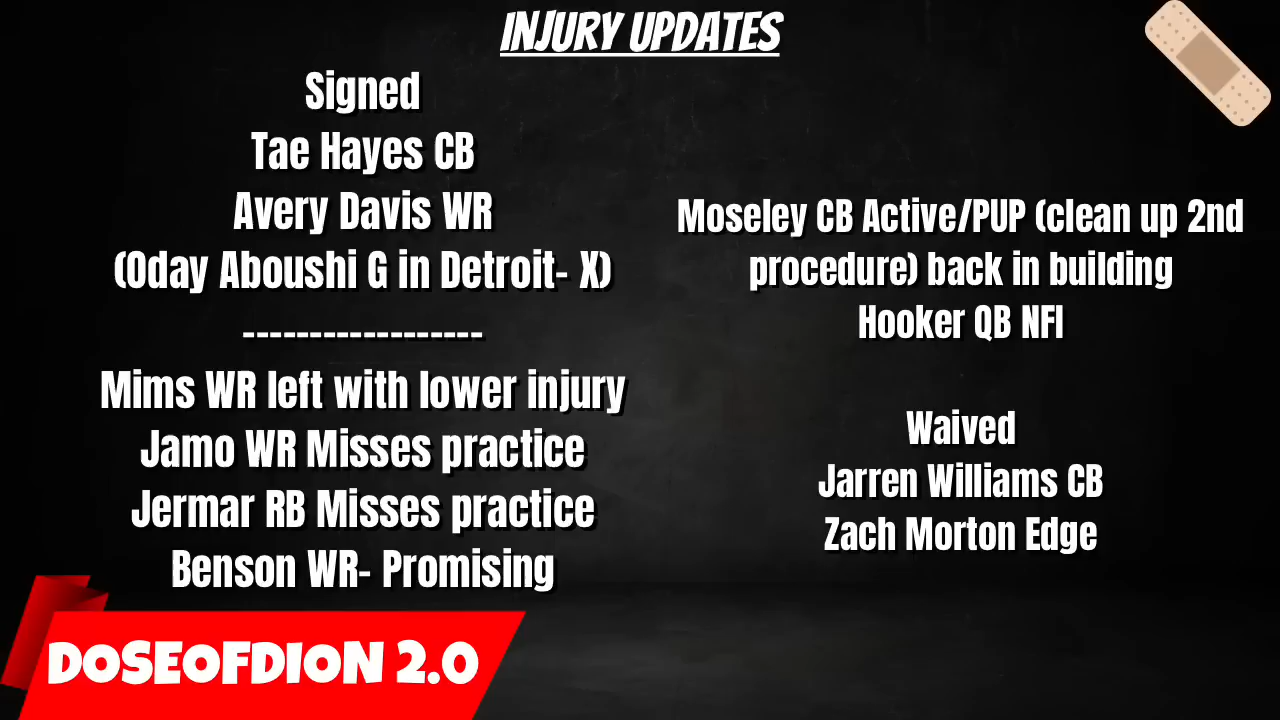 INJURY UPDATES
Signed
Tae Hayes CB
Avery Davis WR
(Oday Aboushi G in Detroit- X)
------------------
Mims WR left with lower injury
Jamo WR Misses practice
Jermar RB Misses practice
Benson WR- Promising
Moseley CB Active/PUP (clean up 2nd
procedure) back in building
Hooker QB NFI
Waived
Jarren Williams CB
Zach Morton Edge
DOSEOFDION 2.0